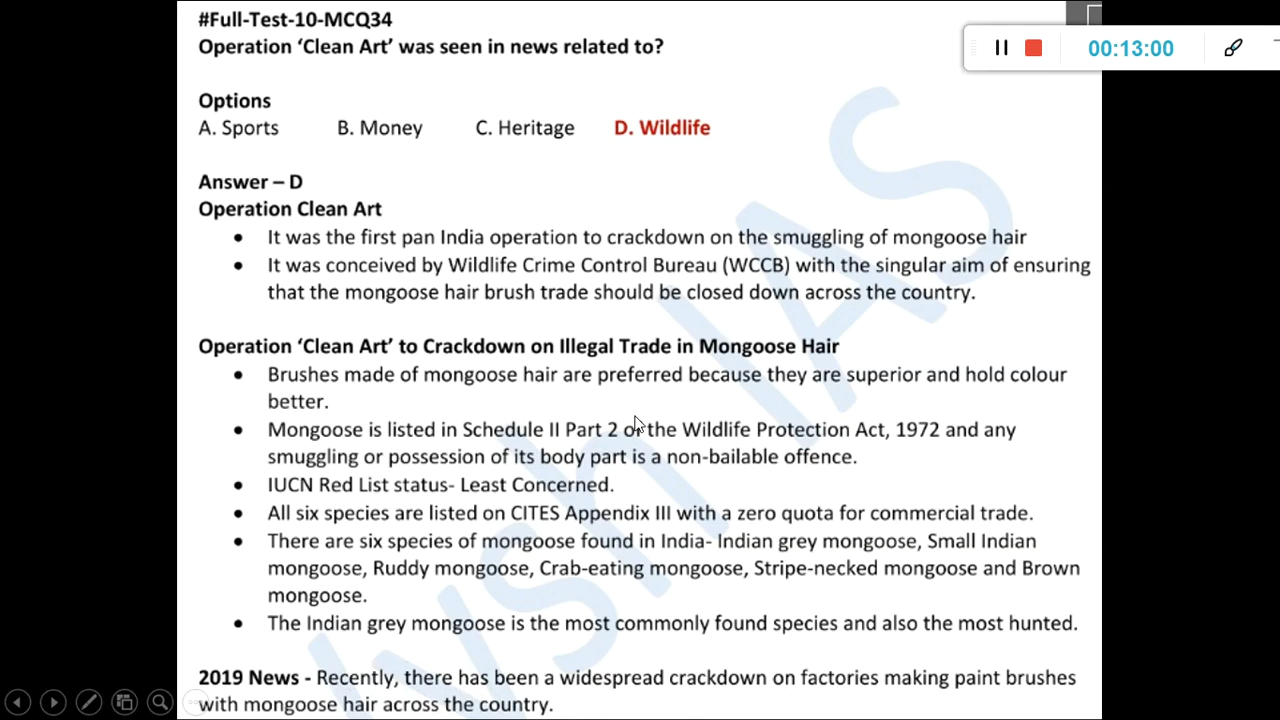 #Full-Test-10-MCQ34
Operation ‘Clean Art’ was seen in news related to?
00:13:00
Options
A. Sports B. Money C. Heritage D. Wildlife
Answer – D
Operation Clean Art
• It was the first pan India operation to crackdown on the smuggling of mongoose hair
• It was conceived by Wildlife Crime Control Bureau (WCCB) with the singular aim of ensuring
that the mongoose hair brush trade should be closed down across the country.
Operation ‘Clean Art’ to Crackdown on Illegal Trade in Mongoose Hair
• Brushes made of mongoose hair are preferred because they are superior and hold colour
better.
• Mongoose is listed in Schedule II Part 2 of the Wildlife Protection Act, 1972 and any
smuggling or possession of its body part is a non-bailable offence.
• IUCN Red List status- Least Concerned.
• All six species are listed on CITES Appendix III with a zero quota for commercial trade.
• There are six species of mongoose found in India- Indian grey mongoose, Small Indian
mongoose, Ruddy mongoose, Crab-eating mongoose, Stripe-necked mongoose and Brown
mongoose.
• The Indian grey mongoose is the most commonly found species and also the most hunted.
2019 News - Recently, there has been a widespread crackdown on factories making paint brushes
with mongoose hair across the country.
IAS